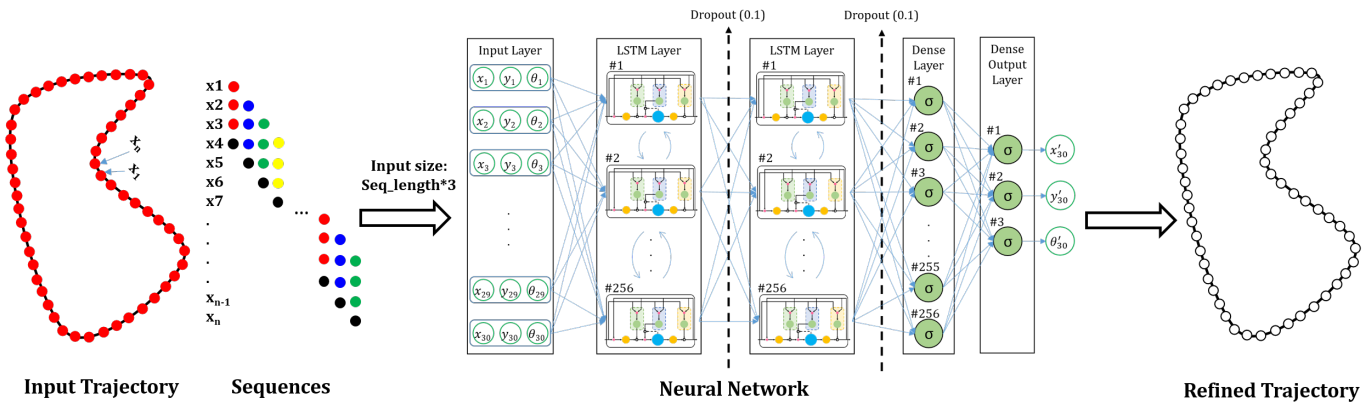 Dropout (0.1)
Dropout (0.1)
Input Layer
LSTM Layer
LSTM Layer
Dense
Layer
Dense
Output
Layer
x1
x2
x3
x4
x5
x6
x7
.
.
.
.
xₙ₋₁
xₙ
...
xₙ
x₁
Input size:
Seq_length*3
x₁ y₁ θ₁
x₂ y₂ θ₂
x₃ y₃ θ₃
.
.
.
x₂₉ y₂₉ θ₂₉
x₃₀ y₃₀ θ₃₀
#1
#2
.
.
.
#256
#1
#2
.
.
.
#256
#1
σ
#2
σ
#3
σ
.
.
.
#255
σ
#256
σ
#1
σ
#2
σ
#3
σ
x′₃₀
y′₃₀
θ′₃₀
Input Trajectory
Sequences
Neural Network
Refined Trajectory